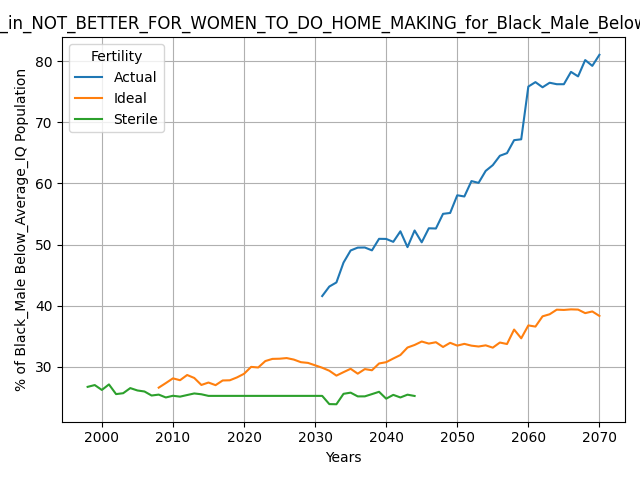 _in_NOT_BETTER_FOR_WOMEN_TO_DO_HOME_MAKING_for_Black_Male_Below
Fertility
Actual
Ideal
Sterile
% of Black_Male Below_Average_IQ Population
80
70
60
50
40
30
2000 2010 2020 2030 2040 2050 2060 2070
Years